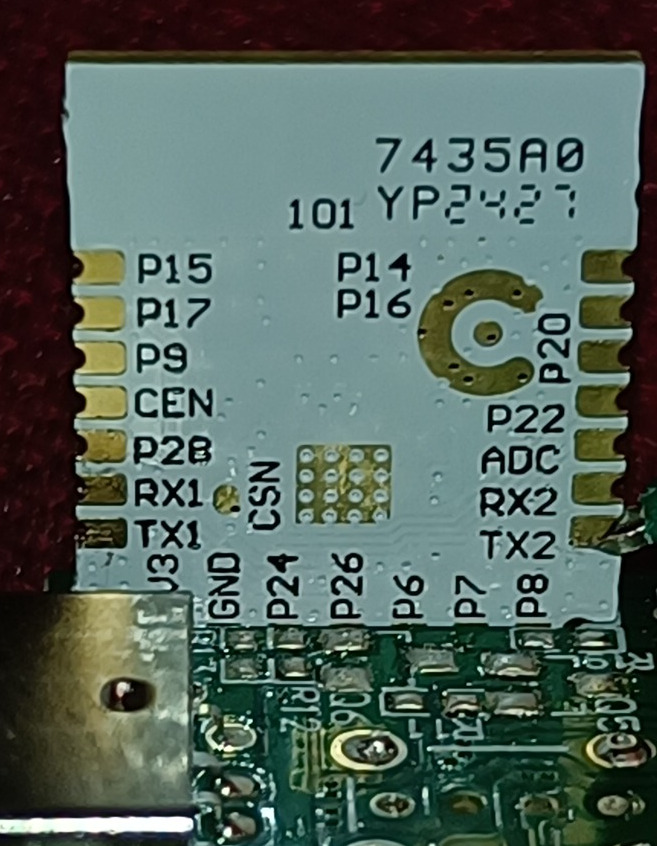 7435A0
101 YP2427
P15
P17
P9
CEN
P28
RX1
TX1
P14
P16
P20
P22
ADC
RX2
TX2
CSN
V3
GND
P24
P26
P6
P7
P8